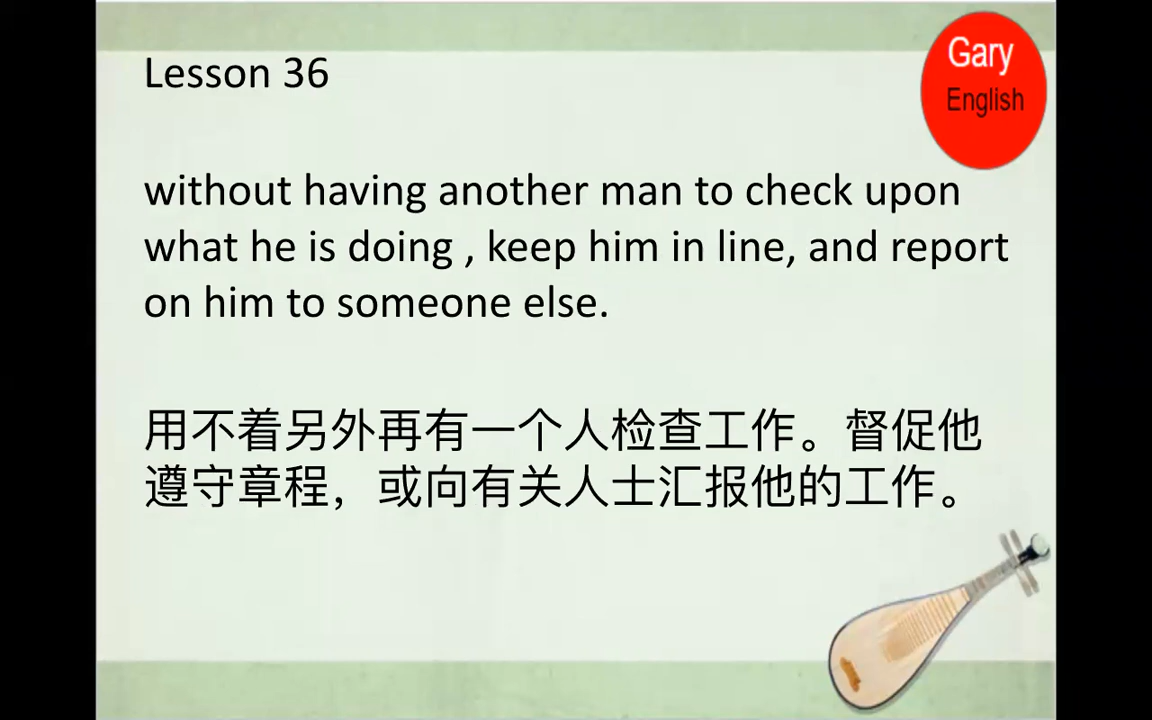 Lesson 36
Gary
English
without having another man to check upon
what he is doing , keep him in line, and report
on him to someone else.
用不着另外再有一个人检查工作。督促他
遵守章程，或向有关人士汇报他的工作。